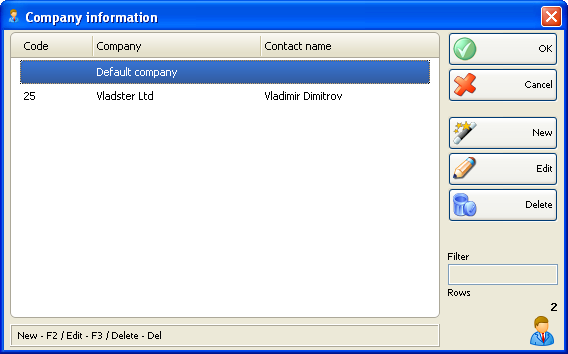 Company information
Code Company Contact name
Default company
25 Vladster Ltd Vladimir Dimitrov
OK
Cancel
New
Edit
Delete
Filter
Rows
2
New - F2 / Edit - F3 / Delete - Del